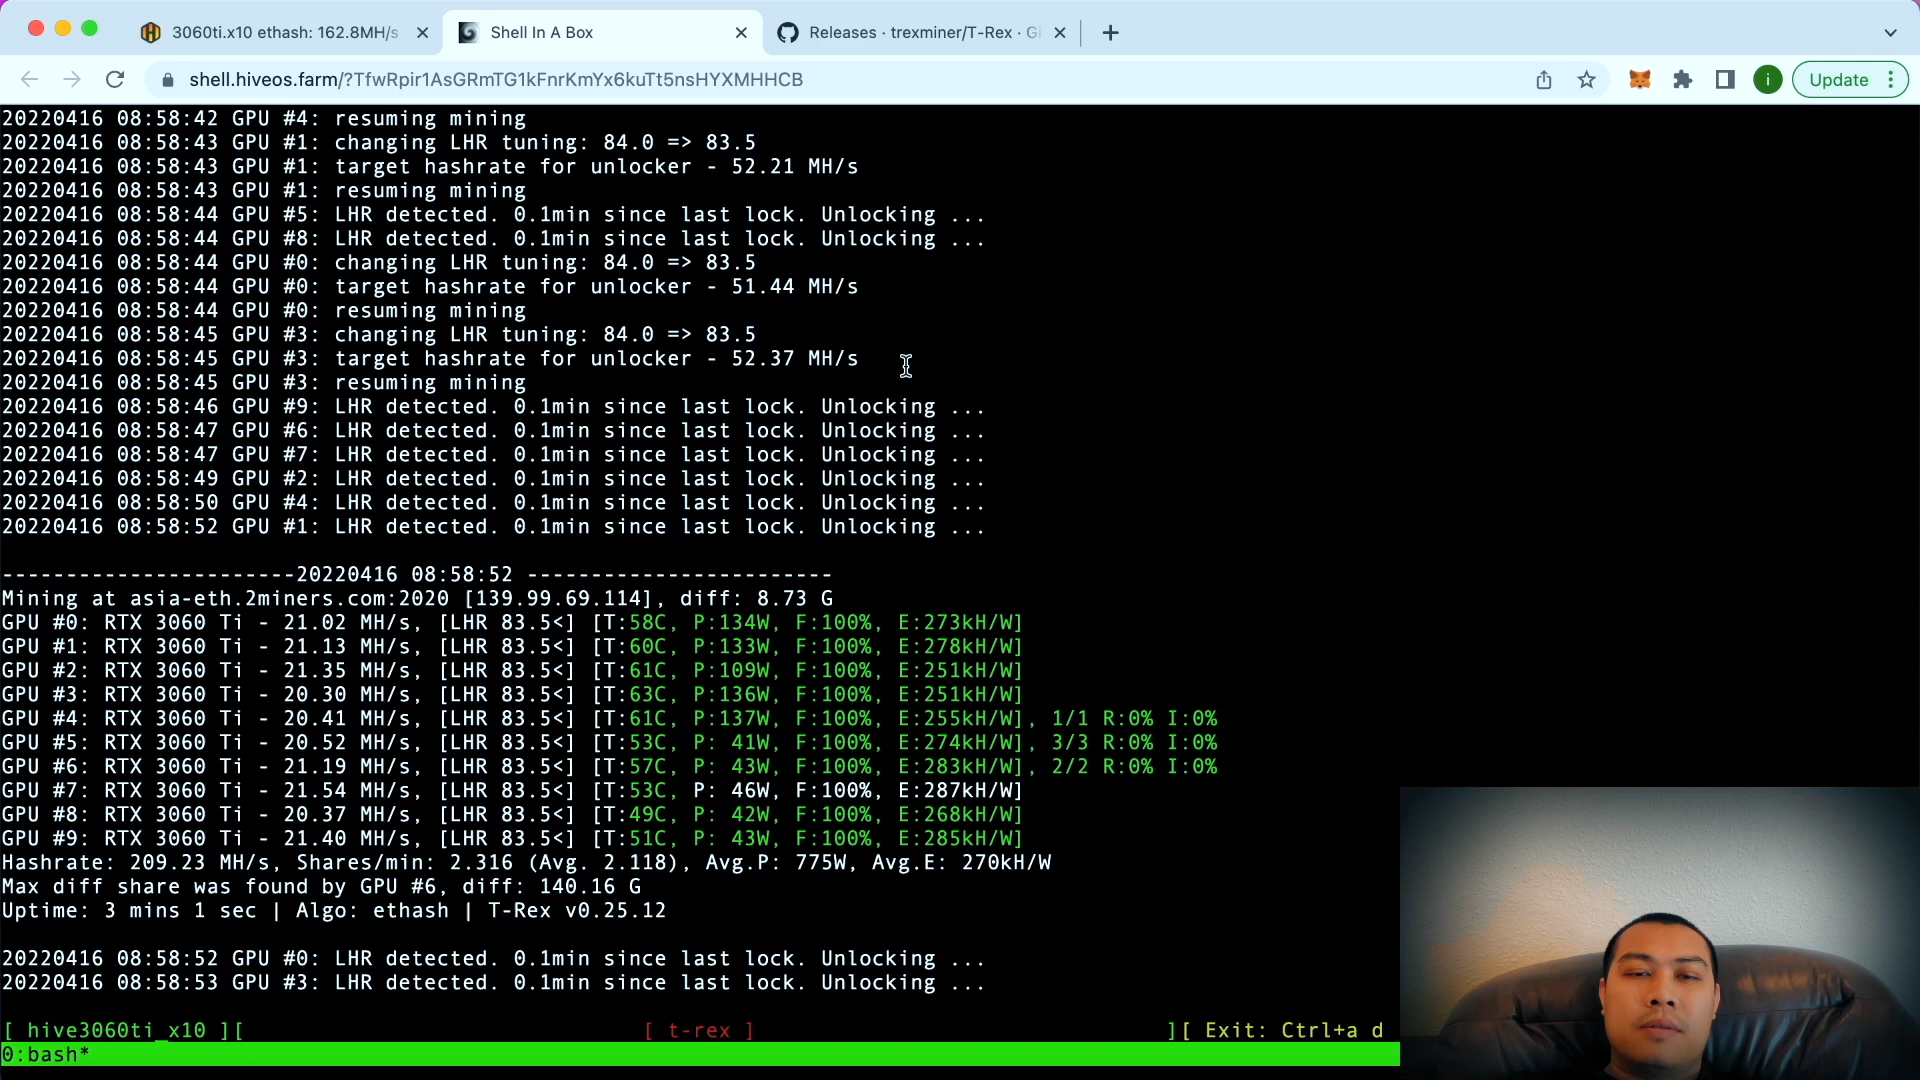 3060ti.x10 ethash: 162.8MH/s
Shell In A Box
Releases · trexminer/T-Rex · Gi
shell.hiveos.farm/?TfwRpir1AsGRmTG1kFnrKmYx6kuTt5nsHYXMHHCB
i
Update
20220416 08:58:42 GPU #4: resuming mining
20220416 08:58:43 GPU #1: changing LHR tuning: 84.0 => 83.5
20220416 08:58:43 GPU #1: target hashrate for unlocker - 52.21 MH/s
20220416 08:58:43 GPU #1: resuming mining
20220416 08:58:44 GPU #5: LHR detected. 0.1min since last lock. Unlocking ...
20220416 08:58:44 GPU #8: LHR detected. 0.1min since last lock. Unlocking ...
20220416 08:58:44 GPU #0: changing LHR tuning: 84.0 => 83.5
20220416 08:58:44 GPU #0: target hashrate for unlocker - 51.44 MH/s
20220416 08:58:44 GPU #0: resuming mining
20220416 08:58:45 GPU #3: changing LHR tuning: 84.0 => 83.5
20220416 08:58:45 GPU #3: target hashrate for unlocker - 52.37 MH/s
20220416 08:58:45 GPU #3: resuming mining
20220416 08:58:46 GPU #9: LHR detected. 0.1min since last lock. Unlocking ...
20220416 08:58:47 GPU #6: LHR detected. 0.1min since last lock. Unlocking ...
20220416 08:58:47 GPU #7: LHR detected. 0.1min since last lock. Unlocking ...
20220416 08:58:49 GPU #2: LHR detected. 0.1min since last lock. Unlocking ...
20220416 08:58:50 GPU #4: LHR detected. 0.1min since last lock. Unlocking ...
20220416 08:58:52 GPU #1: LHR detected. 0.1min since last lock. Unlocking ...
-----------------------20220416 08:58:52 ------------------------
Mining at asia-eth.2miners.com:2020 [139.99.69.114], diff: 8.73 G
GPU #0: RTX 3060 Ti - 21.02 MH/s, [LHR 83.5<] [T:58C, P:134W, F:100%, E:273kH/W]
GPU #1: RTX 3060 Ti - 21.13 MH/s, [LHR 83.5<] [T:60C, P:133W, F:100%, E:278kH/W]
GPU #2: RTX 3060 Ti - 21.35 MH/s, [LHR 83.5<] [T:61C, P:109W, F:100%, E:251kH/W]
GPU #3: RTX 3060 Ti - 20.30 MH/s, [LHR 83.5<] [T:63C, P:136W, F:100%, E:251kH/W]
GPU #4: RTX 3060 Ti - 20.41 MH/s, [LHR 83.5<] [T:61C, P:137W, F:100%, E:255kH/W], 1/1 R:0% I:0%
GPU #5: RTX 3060 Ti - 20.52 MH/s, [LHR 83.5<] [T:53C, P: 41W, F:100%, E:274kH/W], 3/3 R:0% I:0%
GPU #6: RTX 3060 Ti - 21.19 MH/s, [LHR 83.5<] [T:57C, P: 43W, F:100%, E:283kH/W], 2/2 R:0% I:0%
GPU #7: RTX 3060 Ti - 21.54 MH/s, [LHR 83.5<] [T:53C, P: 46W, F:100%, E:287kH/W]
GPU #8: RTX 3060 Ti - 20.37 MH/s, [LHR 83.5<] [T:49C, P: 42W, F:100%, E:268kH/W]
GPU #9: RTX 3060 Ti - 21.40 MH/s, [LHR 83.5<] [T:51C, P: 43W, F:100%, E:285kH/W]
Hashrate: 209.23 MH/s, Shares/min: 2.316 (Avg. 2.118), Avg.P: 775W, Avg.E: 270kH/W
Max diff share was found by GPU #6, diff: 140.16 G
Uptime: 3 mins 1 sec | Algo: ethash | T-Rex v0.25.12
20220416 08:58:52 GPU #0: LHR detected. 0.1min since last lock. Unlocking ...
20220416 08:58:53 GPU #3: LHR detected. 0.1min since last lock. Unlocking ...
[ hive3060ti_x10 ][ [ t-rex ] ][ Exit: Ctrl+a d
0:bash*